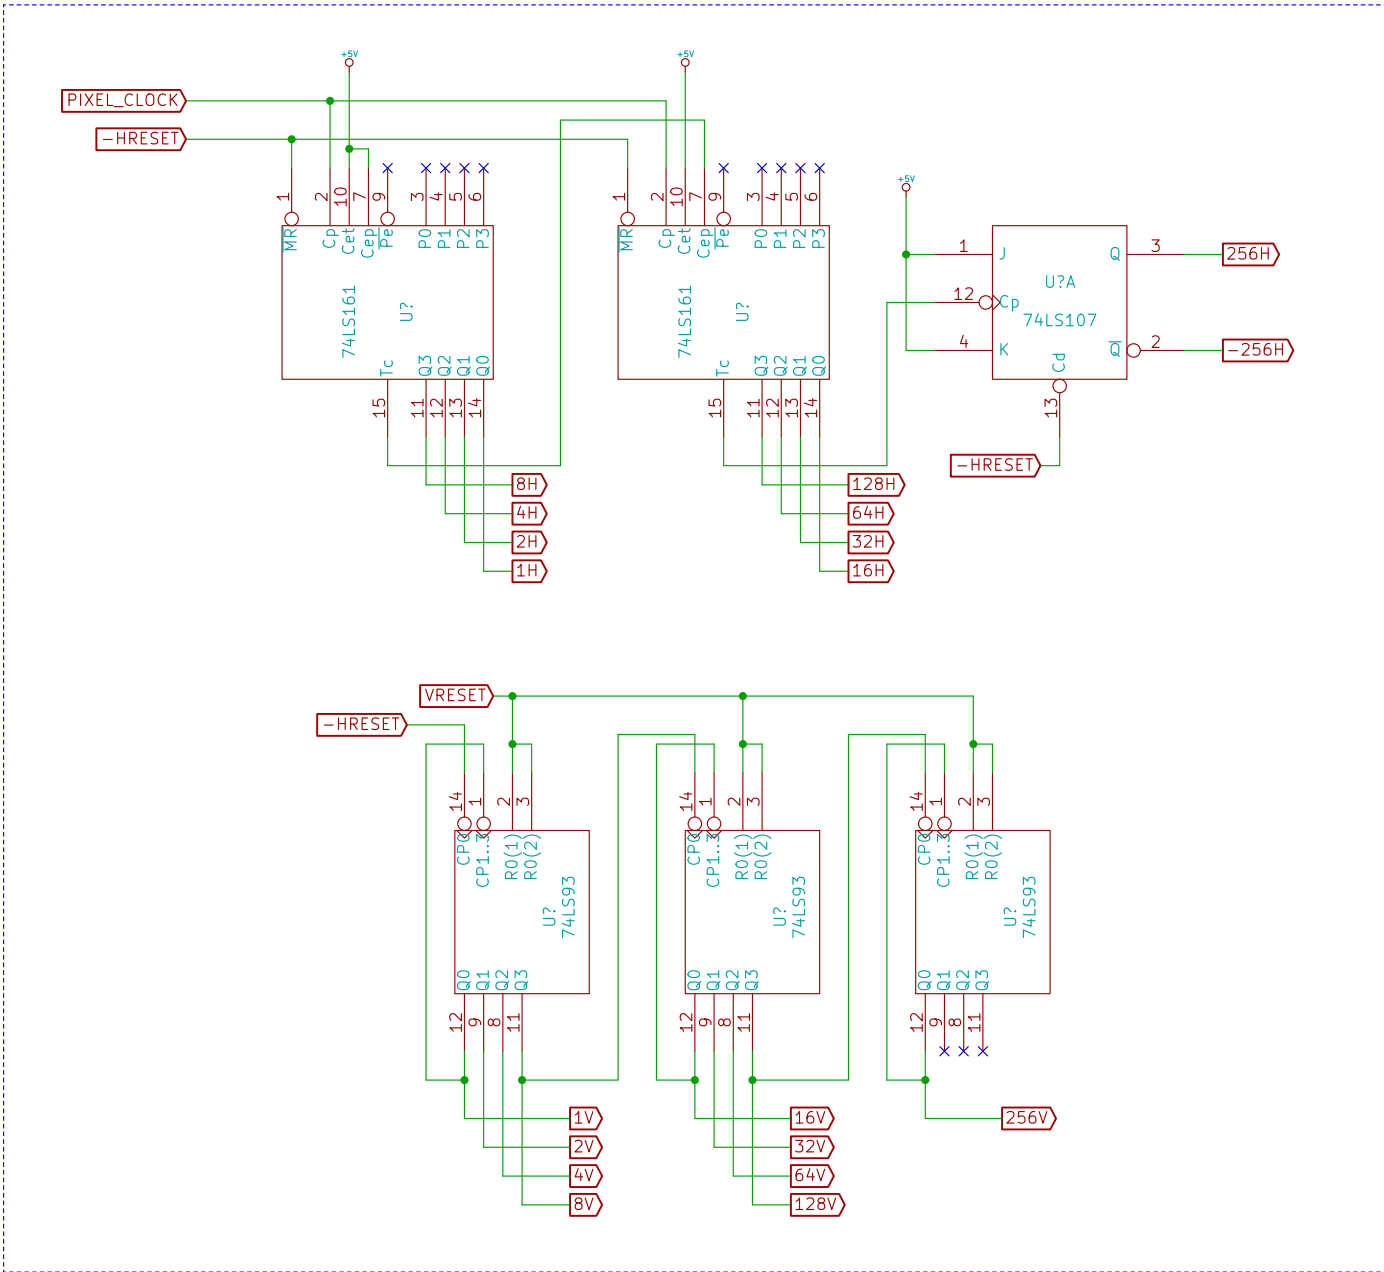 +5V
+5V
PIXEL_CLOCK
-HRESET
1
2
10
7
9
3
4
5
6
MR
Cp
Cet
Cep
Pe
P0
P1
P2
P3
74LS161
U?
Tc
Q3
Q2
Q1
Q0
15
11
12
13
14
8H
4H
2H
1H
1
2
10
7
9
3
4
5
6
MR
Cp
Cet
Cep
Pe
P0
P1
P2
P3
74LS161
U?
Tc
Q3
Q2
Q1
Q0
15
11
12
13
14
128H
64H
32H
16H
+5V
1
J
Q
3
256H
U?A
12
Cp
74LS107
4
K
Q
2
-256H
Cd
13
-HRESET
VRESET
-HRESET
14
1
2
3
CP0
CP1..3
R0(1)
R0(2)
U?
74LS93
Q0
Q1
Q2
Q3
12
9
8
11
1V
2V
4V
8V
14
1
2
3
CP0
CP1..3
R0(1)
R0(2)
U?
74LS93
Q0
Q1
Q2
Q3
12
9
8
11
16V
32V
64V
128V
14
1
2
3
CP0
CP1..3
R0(1)
R0(2)
U?
74LS93
Q0
Q1
Q2
Q3
12
9
8
11
256V